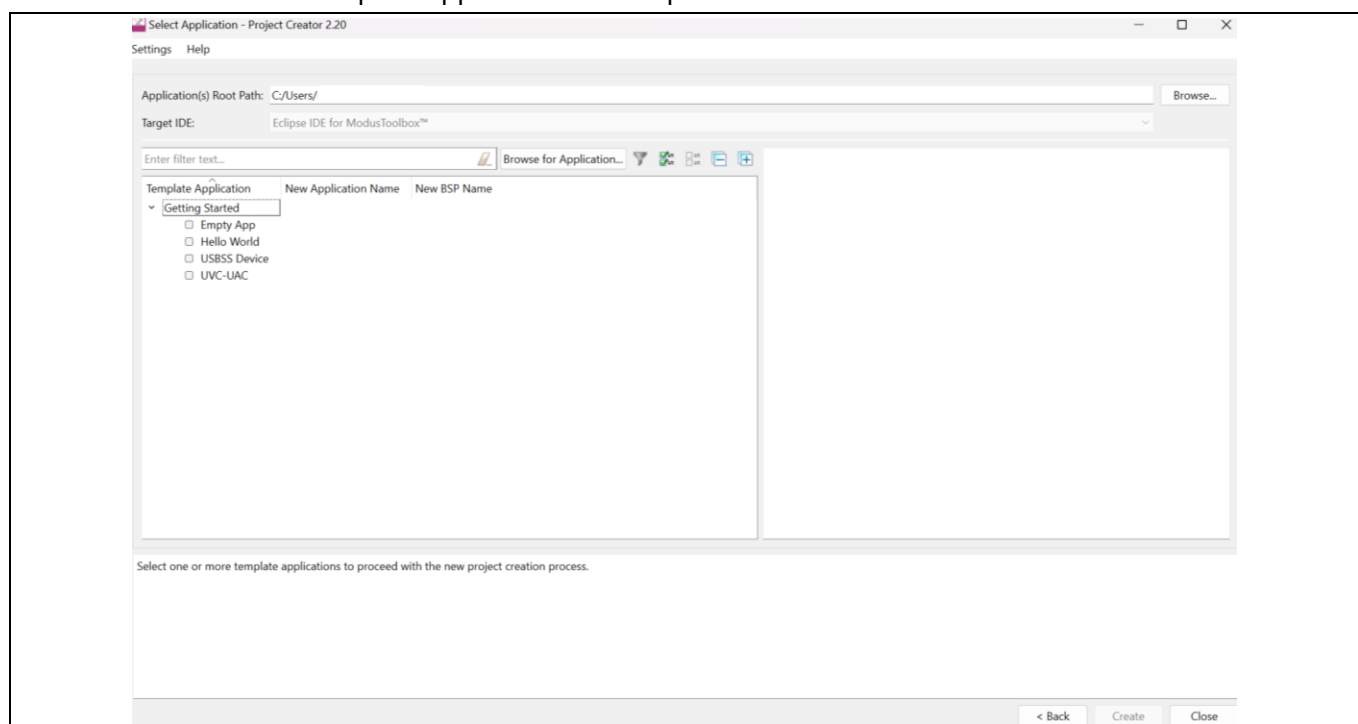 Select Application - Project Creator 2.20
Settings Help
Application(s) Root Path: C:/Users/ Browse...
Target IDE: Eclipse IDE for ModusToolbox™
Enter filter text... Browse for Application...
Template Application New Application Name New BSP Name
Getting Started
Empty App
Hello World
USBSS Device
UVC-UAC
Select one or more template applications to proceed with the new project creation process.
< Back Create Close